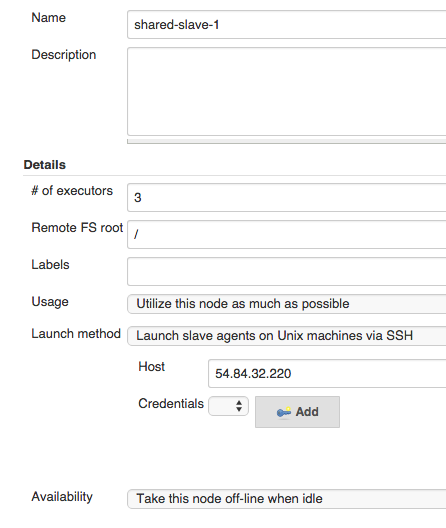 Name
shared-slave-1
Description
Details
# of executors
3
Remote FS root
/
Labels
Usage
Utilize this node as much as possible
Launch method
Launch slave agents on Unix machines via SSH
Host
54.84.32.220
Credentials
Add
Availability
Take this node off-line when idle